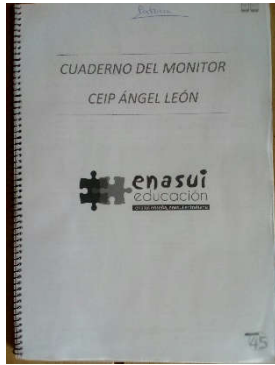 CUADERNO DEL MONITOR
CEIP ÁNGEL LEÓN
enasui
educación
45